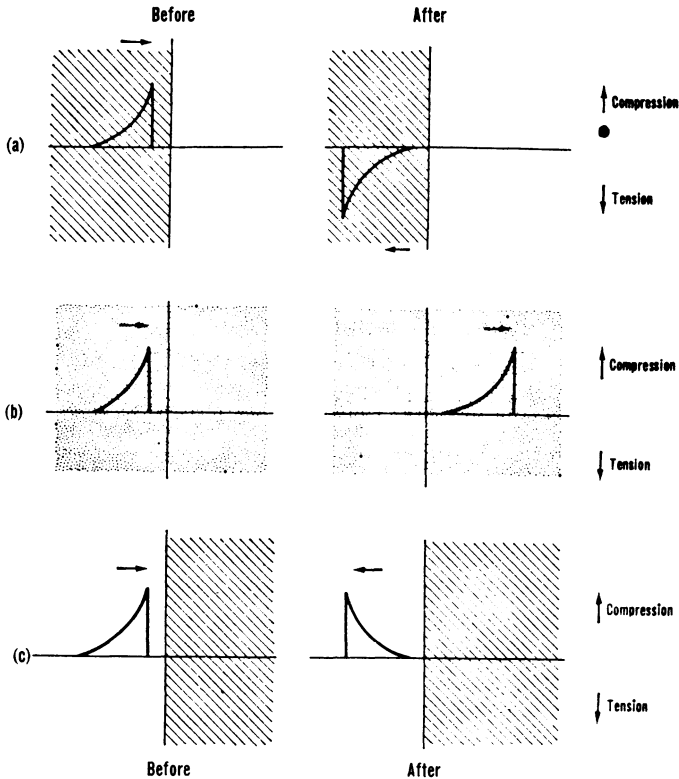 Before After
(a)
Compression
Tension
(b)
Compression
Tension
(c)
Compression
Tension
Before After